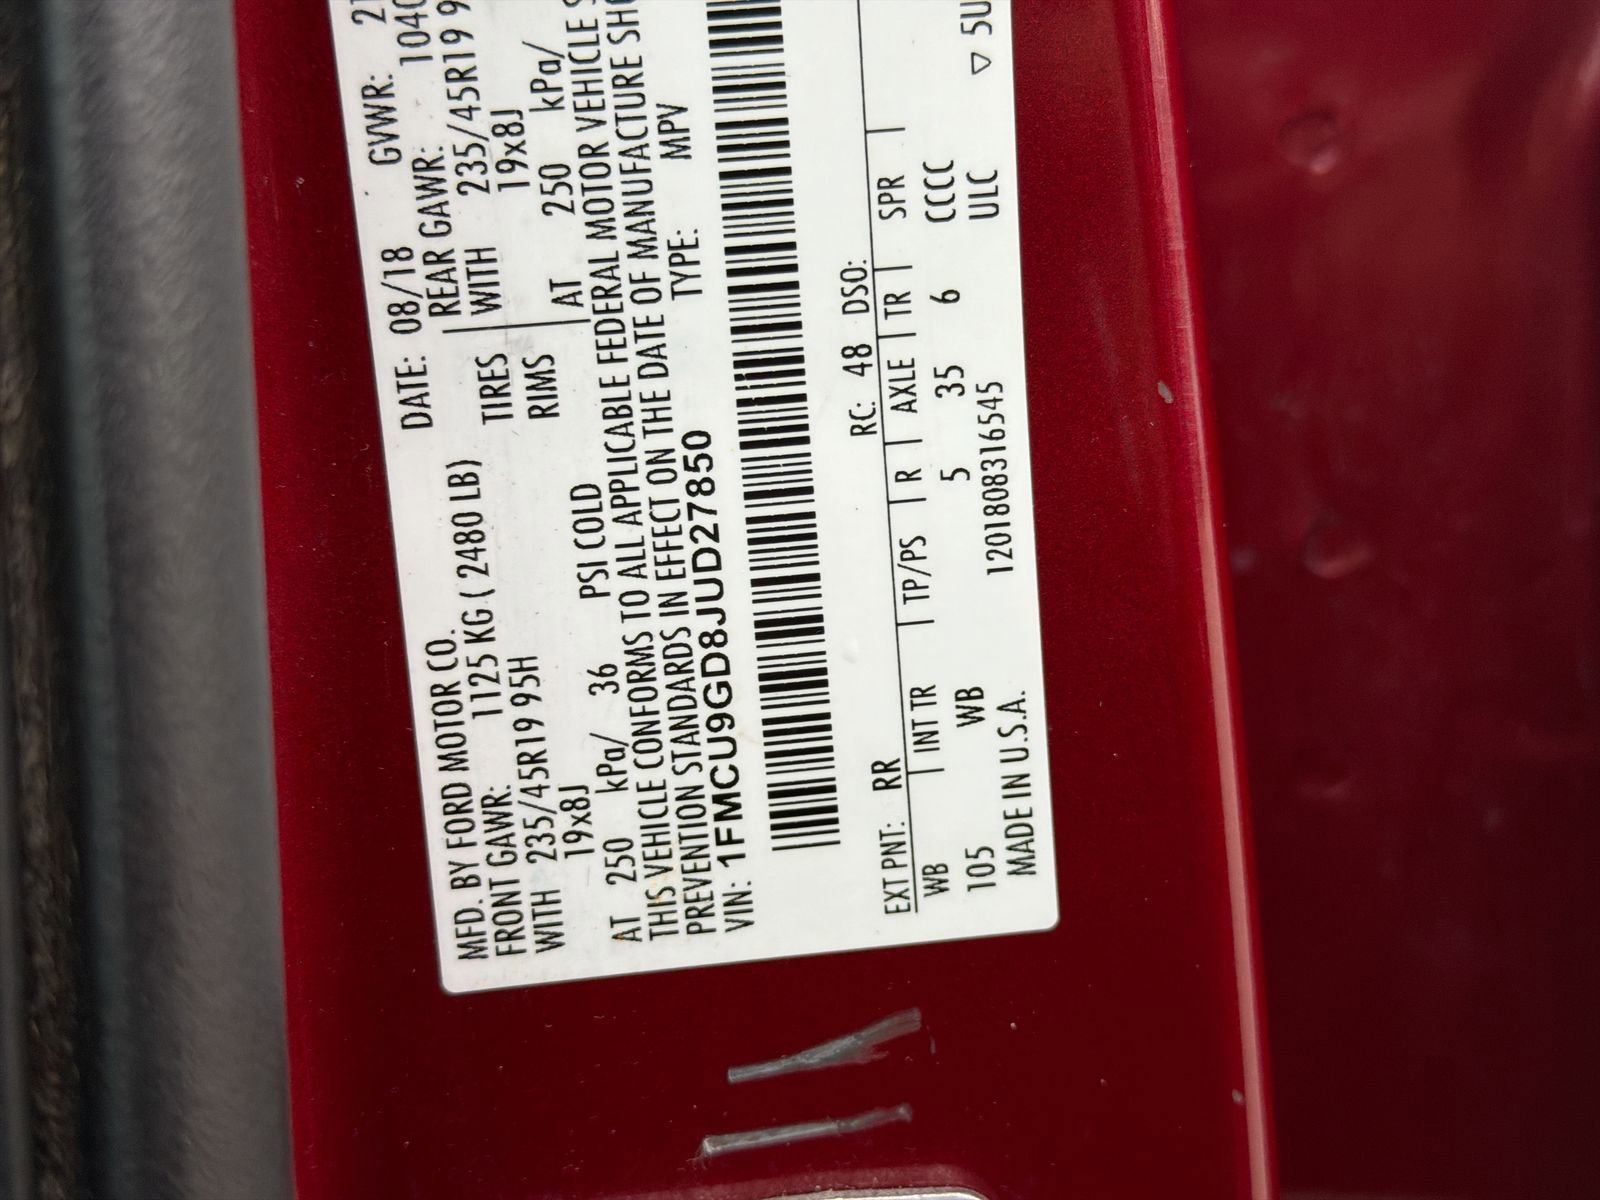 MFD. BY FORD MOTOR CO.
DATE: 08/18 GVWR:
FRONT GAWR: 1125 KG ( 2480 LB) REAR GAWR:
WITH 235/45R19 95H TIRES WITH 235/45R19
19x8J RIMS 19x8J
AT 250 kPa/ 36 PSI COLD AT 250 kPa/
THIS VEHICLE CONFORMS TO ALL APPLICABLE FEDERAL MOTOR VEHICLE
PREVENTION STANDARDS IN EFFECT ON THE DATE OF MANUFACTURE
VIN: 1FMCU9GD8JUD27850 TYPE: MPV
EXT PNT: RR RC: 48 DSO:
WB INT TR TP/PS R AXLE TR SPR
105 WB 5 35 6 CCCC
MADE IN U.S.A. 120180831​6545 ULC